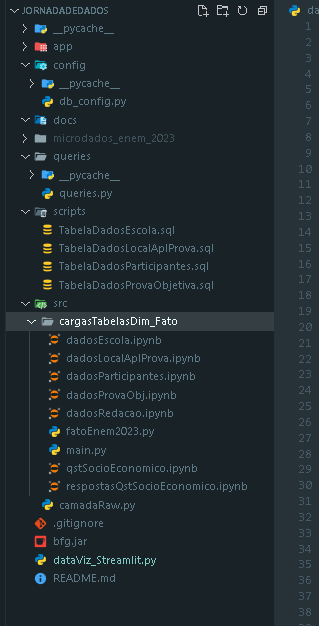 JORNADADEDADOS
__pycache__
app
config
__pycache__
db_config.py
docs
microdados_enem_2023
queries
__pycache__
queries.py
scripts
TabelaDadosEscola.sql
TabelaDadosLocalAplProva.sql
TabelaDadosParticipantes.sql
TabelaDadosProvaObjetiva.sql
src
cargasTabelasDim_Fato
dadosEscola.ipynb
dadosLocalAplProva.ipynb
dadosParticipantes.ipynb
dadosProvaObj.ipynb
dadosRedacao.ipynb
fatoEnem2023.py
main.py
qstSocioEconomico.ipynb
respostasQstSocioEconomico.ipynb
camadaRaw.py
.gitignore
bfg.jar
dataViz_Streamlit.py
README.md
da
1
2
3
4
5
6
7
8
9
10
11
12
13
14
15
16
17
18
19
20
21
22
23
24
25
26
27
28
29
30
31
32
33
34
35
36
37
38